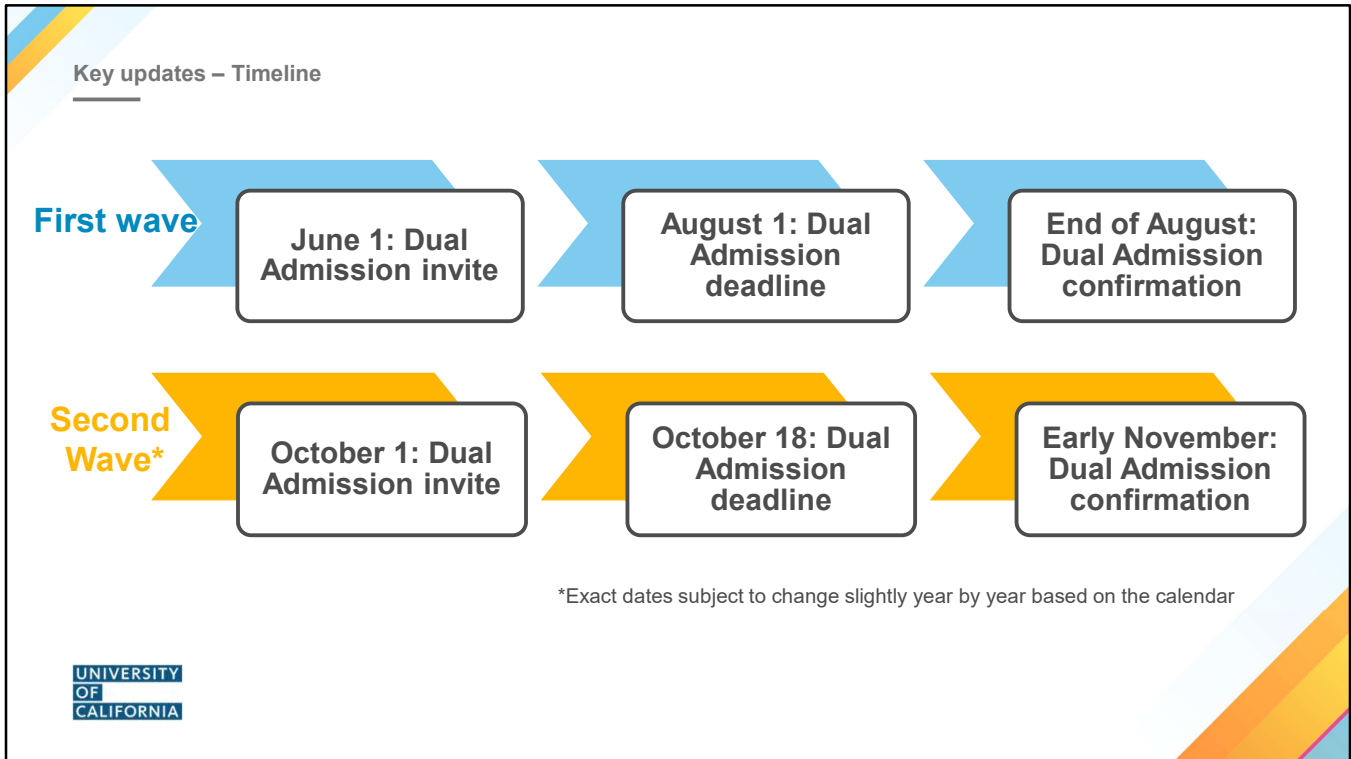 Key updates – Timeline
First wave
June 1: Dual
Admission invite
August 1: Dual
Admission
deadline
End of August:
Dual Admission
confirmation
Second
Wave*
October 1: Dual
Admission invite
October 18: Dual
Admission
deadline
Early November:
Dual Admission
confirmation
*Exact dates subject to change slightly year by year based on the calendar
UNIVERSITY
OF
CALIFORNIA